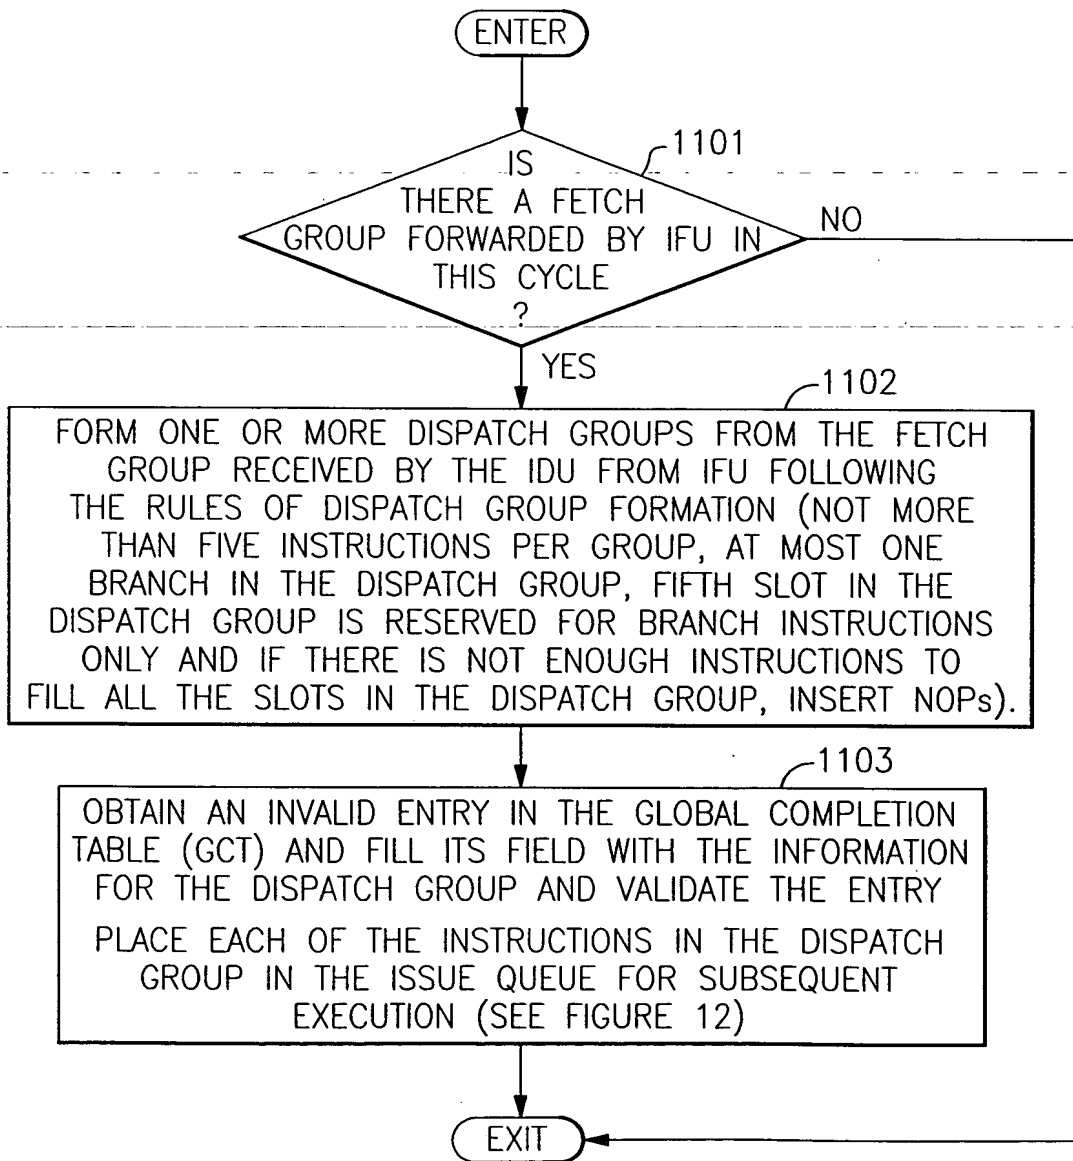 ENTER
1101
IS
THERE A FETCH
GROUP FORWARDED BY IFU IN
THIS CYCLE
?
NO
YES
1102
FORM ONE OR MORE DISPATCH GROUPS FROM THE FETCH
GROUP RECEIVED BY THE IDU FROM IFU FOLLOWING
THE RULES OF DISPATCH GROUP FORMATION (NOT MORE
THAN FIVE INSTRUCTIONS PER GROUP, AT MOST ONE
BRANCH IN THE DISPATCH GROUP, FIFTH SLOT IN THE
DISPATCH GROUP IS RESERVED FOR BRANCH INSTRUCTIONS
ONLY AND IF THERE IS NOT ENOUGH INSTRUCTIONS TO
FILL ALL THE SLOTS IN THE DISPATCH GROUP, INSERT NOPs).
1103
OBTAIN AN INVALID ENTRY IN THE GLOBAL COMPLETION
TABLE (GCT) AND FILL ITS FIELD WITH THE INFORMATION
FOR THE DISPATCH GROUP AND VALIDATE THE ENTRY
PLACE EACH OF THE INSTRUCTIONS IN THE DISPATCH
GROUP IN THE ISSUE QUEUE FOR SUBSEQUENT
EXECUTION (SEE FIGURE 12)
EXIT